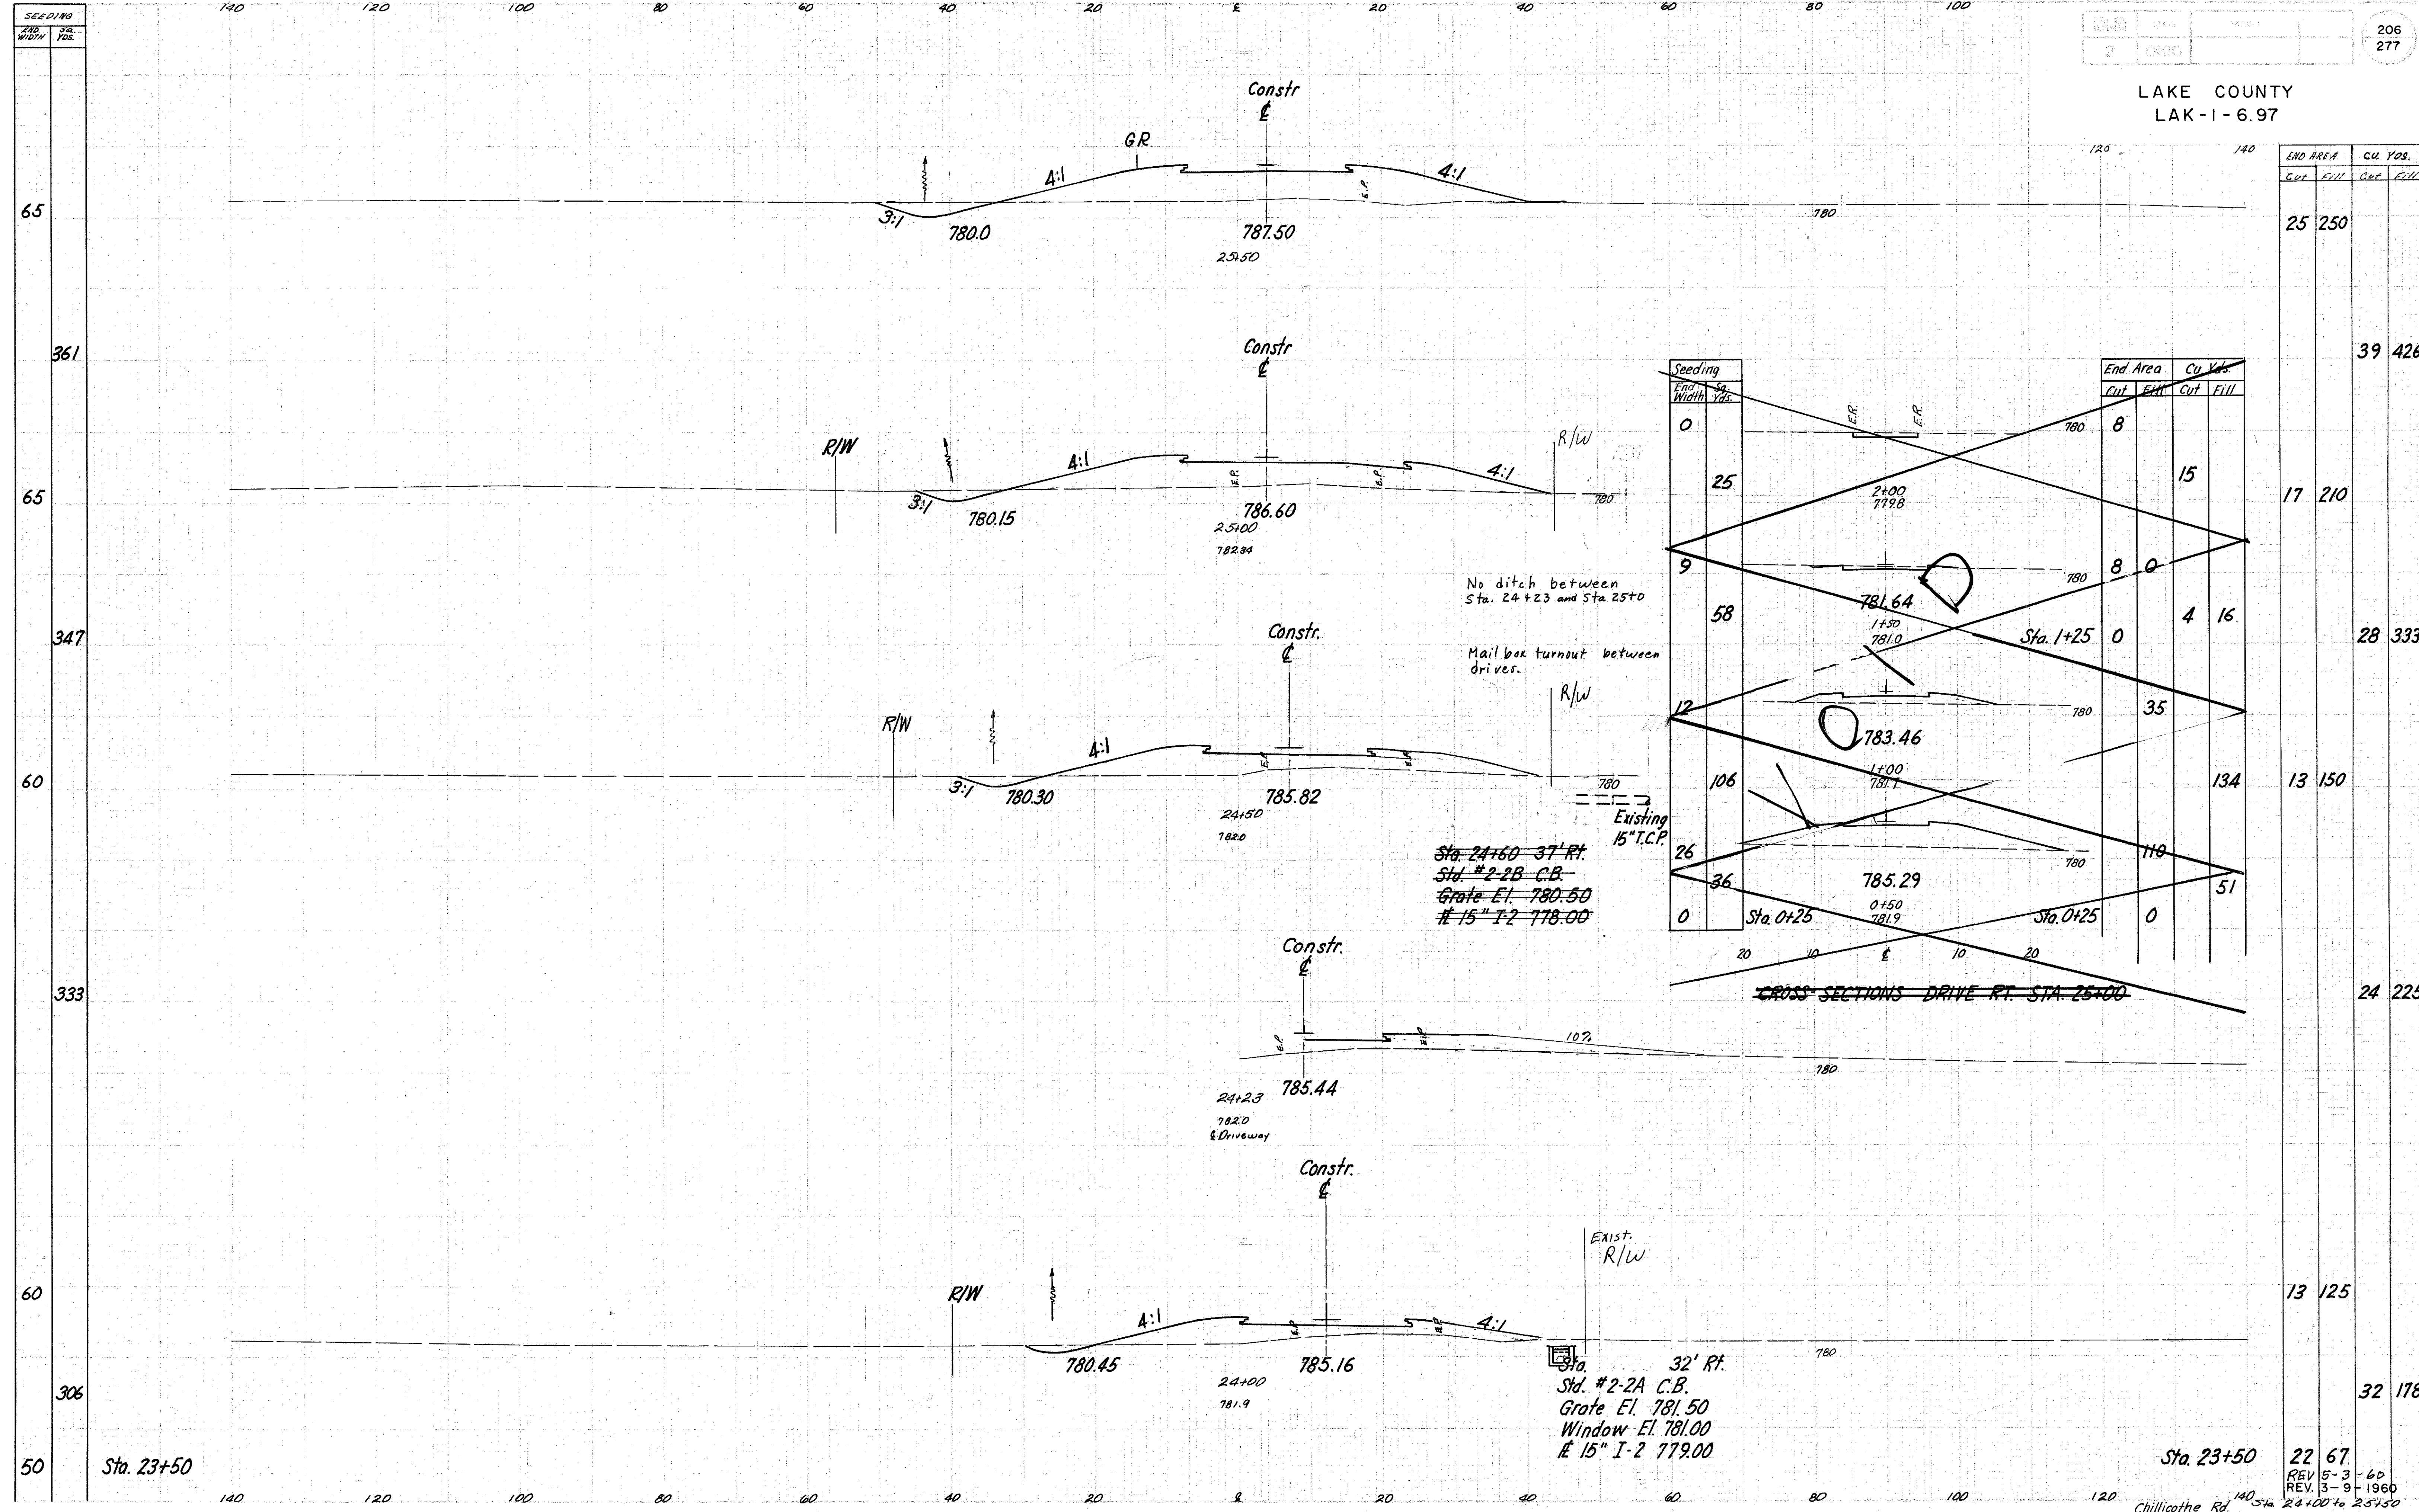 140 120 100 80 60 40 20 ℄ 20 40 60 80 100
SEEDING
END WIDTH SQ. YDS.
206
277
LAKE COUNTY
LAK-1-6.97
120 140
END AREA CU. YDS.
Cut Fill Cut Fill
Constr
℄
GR
4:1 4:1
E.P.
3:1
65
780.0 787.50
25+50
780
25 250
361
39 426
Constr
℄
R/W R/W
4:1 4:1
E.P. E.P.
3:1
65
780.15 786.60
25+00
782.84
780
17 210
No ditch between
Sta. 24+23 and Sta 25+0
Mail box turnout between
drives.
347
28 333
Constr.
℄
R/W R/W
4:1
E.P. E.P.
3:1
60
780.30 785.82
24+50
782.0
780
13 150
Existing
15" T.C.P.
Sta. 24+60 37' Rt.
Std. #2-2B C.B.
Grate El. 780.50
15" I-2 778.00
Seeding
End Width Sq. Yds.
End Area Cu. Yds.
Cut Fill Cut Fill
E.P. E.P.
0 780 8
25 15
2+00
779.8
9 780 8 0
781.64
58 4 16
1+50
781.0
Sta. 1+25 0
12 780 35
783.46
1+00
781.7
106 134
26 780 110
785.29
36 51
0+50
781.9
0 Sta. 0+25 Sta. 0+25 0
20 10 ℄ 10 20
CROSS-SECTIONS DRIVE RT. STA. 25+00
333
24 225
Constr.
℄
E.P. E.P.
10%
785.44
24+23
782.0
℄ Driveway
780
Constr.
℄
R/W
Exist.
R/W
4:1 4:1
E.P. E.P.
60
13 125
780.45 785.16
24+00
781.9
780
Sta. 32' Rt.
Std. #2-2A C.B.
Grate El. 781.50
Window El. 781.00
15" I-2 779.00
306
32 178
50 Sta. 23+50
Sta. 23+50 22 67
REV 5-3-60
REV. 3-9-1960
140 120 100 80 60 40 20 ℄ 20 40 60 80 100 120 140
Chillicothe Rd. Sta 24+00 to 25+50